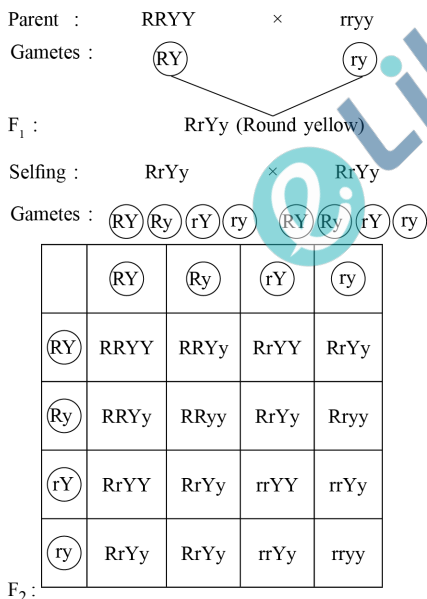 Parent : RRYY × rryy
Gametes : RY ry
F1 : RrYy (Round yellow)
Selfing : RrYy × RrYy
Gametes : RY Ry rY ry RY Ry rY ry
RY Ry rY ry
RY RRYY RRYy RrYY RrYy
Ry RRYy RRyy RrYy Rryy
rY RrYY RrYy rrYY rrYy
ry RrYy RrYy rrYy rryy
F2 :